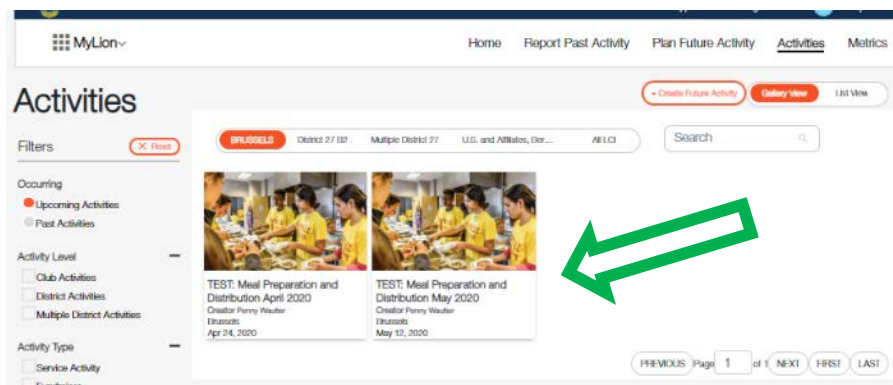 MyLion
Home Report Past Activity Plan Future Activity Activities Metrics
Activities
+ Create Future Activity Gallery View List View
Filters X Reset
BRUSSELS District 27 B2 Multiple District 27 U.S. and Affiliates, Ber... All LCI Search
Occurring
Upcoming Activities
Past Activities
Activity Level
Club Activities
District Activities
Multiple District Activities
Activity Type
Service Activity
Fundraiser
TEST: Meal Preparation and
Distribution April 2020
Creator Penny Wautier
Brussels
Apr 24, 2020
TEST: Meal Preparation and
Distribution May 2020
Creator Penny Wautier
Brussels
May 12, 2020
PREVIOUS Page 1 of 1 NEXT FIRST LAST